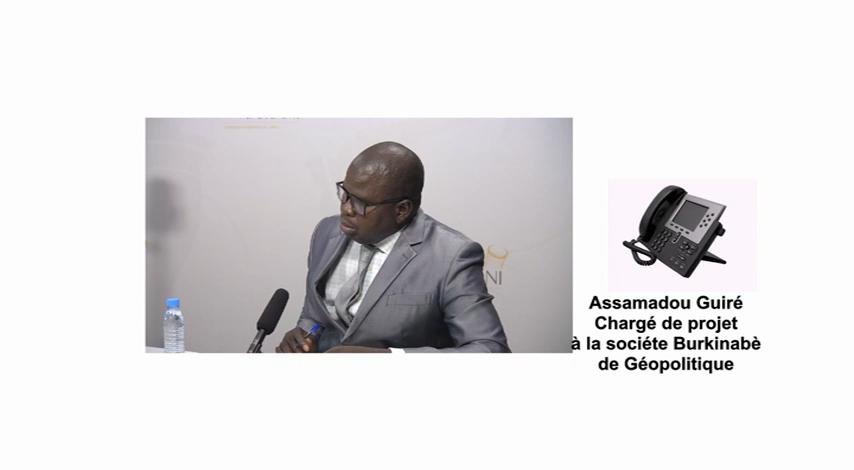 Assamadou Guiré
Chargé de projet
à la sociéte Burkinabè
de Géopolitique